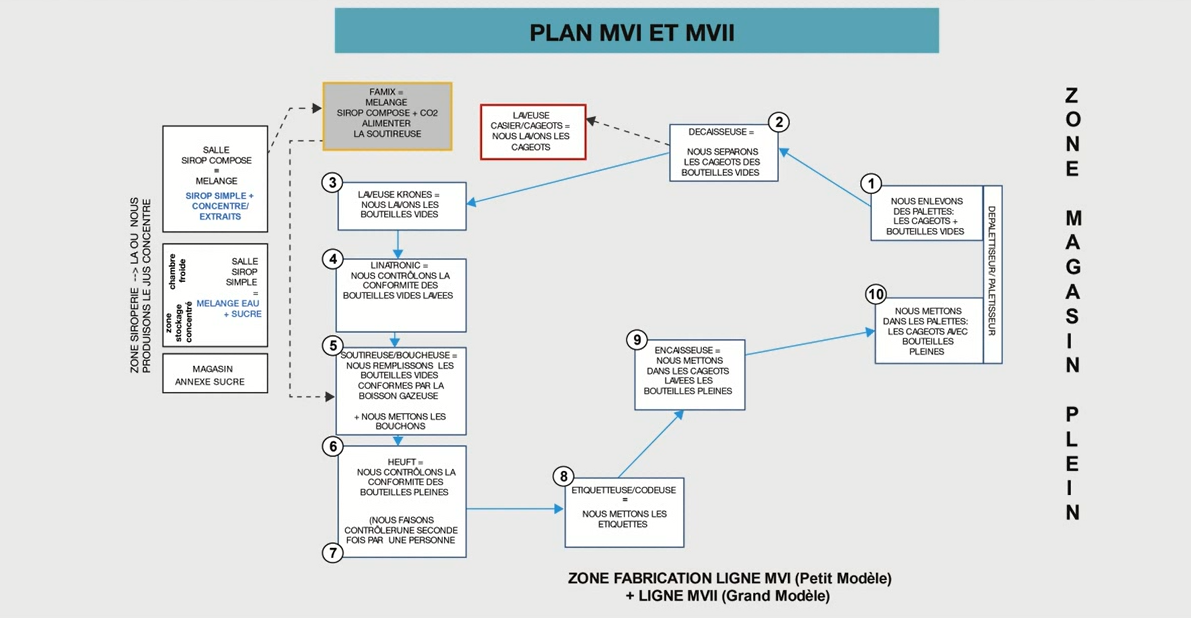 PLAN MVI ET MVII
FAMIX =
MELANGE
SIROP COMPOSE + CO2
ALIMENTER
LA SOUTIREUSE
LAVEUSE
CASIER/CAGEOTS =
NOUS LAVONS LES
CAGEOTS
2
DECAISSEUSE =
NOUS SEPARONS
LES CAGEOTS DES
BOUTEILLES VIDES
1
NOUS ENLEVONS
DES PALETTES:
LES CAGEOTS +
BOUTEILLES VIDES
DEPALETTISEUR/ PALETISSEUR
ZONE MAGASIN PLEIN
ZONE SIROPERIE --> LA OU NOUS
PRODUISONS LE JUS CONCENTRE
SALLE
SIROP COMPOSE
=
MELANGE
SIROP SIMPLE +
CONCENTRE/
EXTRAITS
chambre
froide
zone
stockage
concentré
SALLE
SIROP
SIMPLE
=
MELANGE EAU
+ SUCRE
MAGASIN
ANNEXE SUCRE
3
LAVEUSE KRONES =
NOUS LAVONS LES
BOUTEILLES VIDES
4
LINATRONIC =
NOUS CONTRÔLONS LA
CONFORMITE DES
BOUTEILLES VIDES LAVEES
5
SOUTIREUSE/BOUCHEUSE =
NOUS REMPLISSONS LES
BOUTEILLES VIDES
CONFORMES PAR LA
BOISSON GAZEUSE
+ NOUS METTONS LES
BOUCHONS
6
HEUFT =
NOUS CONTRÔLONS LA
CONFORMITE DES
BOUTEILLES PLEINES
(NOUS FAISONS
CONTRÔLERUNE SECONDE
FOIS PAR UNE PERSONNE
7
8
ETIQUETTEUSE/CODEUSE
=
NOUS METTONS LES
ETIQUETTES
9
ENCAISSEUSE =
NOUS METTONS
DANS LES CAGEOTS
LAVEES LES
BOUTEILLES PLEINES
10
NOUS METTONS
DANS LES PALETTES:
LES CAGEOTS AVEC
BOUTEILLES
PLEINES
ZONE FABRICATION LIGNE MVI (Petit Modèle)
+ LIGNE MVII (Grand Modèle)